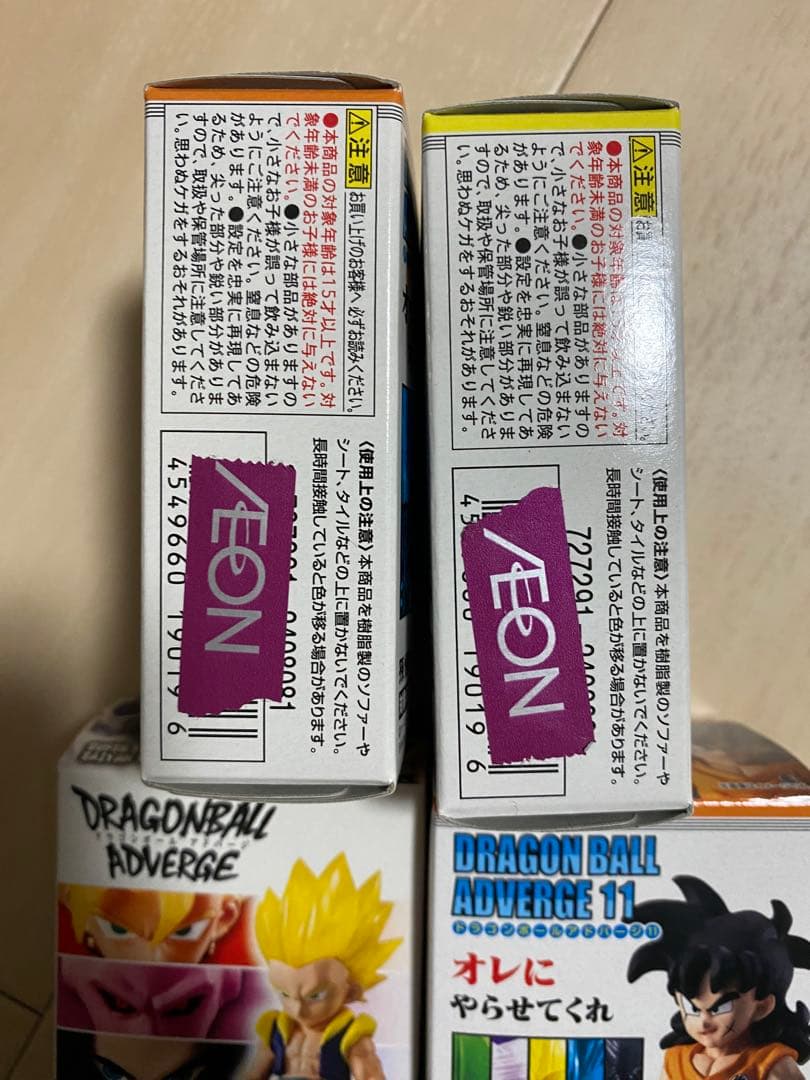 注意
お買い上げのお客様へ 必ずお読みください。
●本商品の対象年齢は15才以上です。対
象年齢未満のお子様には絶対に与えない
でください。●小さな部品がありますの
で、小さなお子様が誤って飲み込まない
ようにご注意ください。窒息などの危険
があります。●設定を忠実に再現してあ
るため、尖った部分や鋭い部分がありま
すので、取扱や保管場所に注意してくださ
い。思わぬケガをするおそれがあります。
〈使用上の注意〉本商品を樹脂製のソファーや
シート、タイルなどの上に置かないでください。
長時間接触していると色が移る場合があります。
4549660 19019 6
ÆON
注意
●本商品の対象年齢は
です。対
象年齢未満のお子様には絶対に与えない
でください。●小さな部品がありますの
で、小さなお子様が誤って飲み込まない
ようにご注意ください。窒息などの危険
があります。●設定を忠実に再現してあ
るため、尖った部分や鋭い部分がありま
すので、取扱や保管場所に注意してくださ
い。思わぬケガをするおそれがあります。
〈使用上の注意〉本商品を樹脂製のソファーや
シート、タイルなどの上に置かないでください。
長時間接触していると色が移る場合があります。
727291
19019 6
ÆON
DRAGONBALL
ドラゴンボール アドバージ
ADVERGE
DRAGON BALL
ADVERGE 11
ドラゴンボールアドバージ11
オレに
やらせてくれ